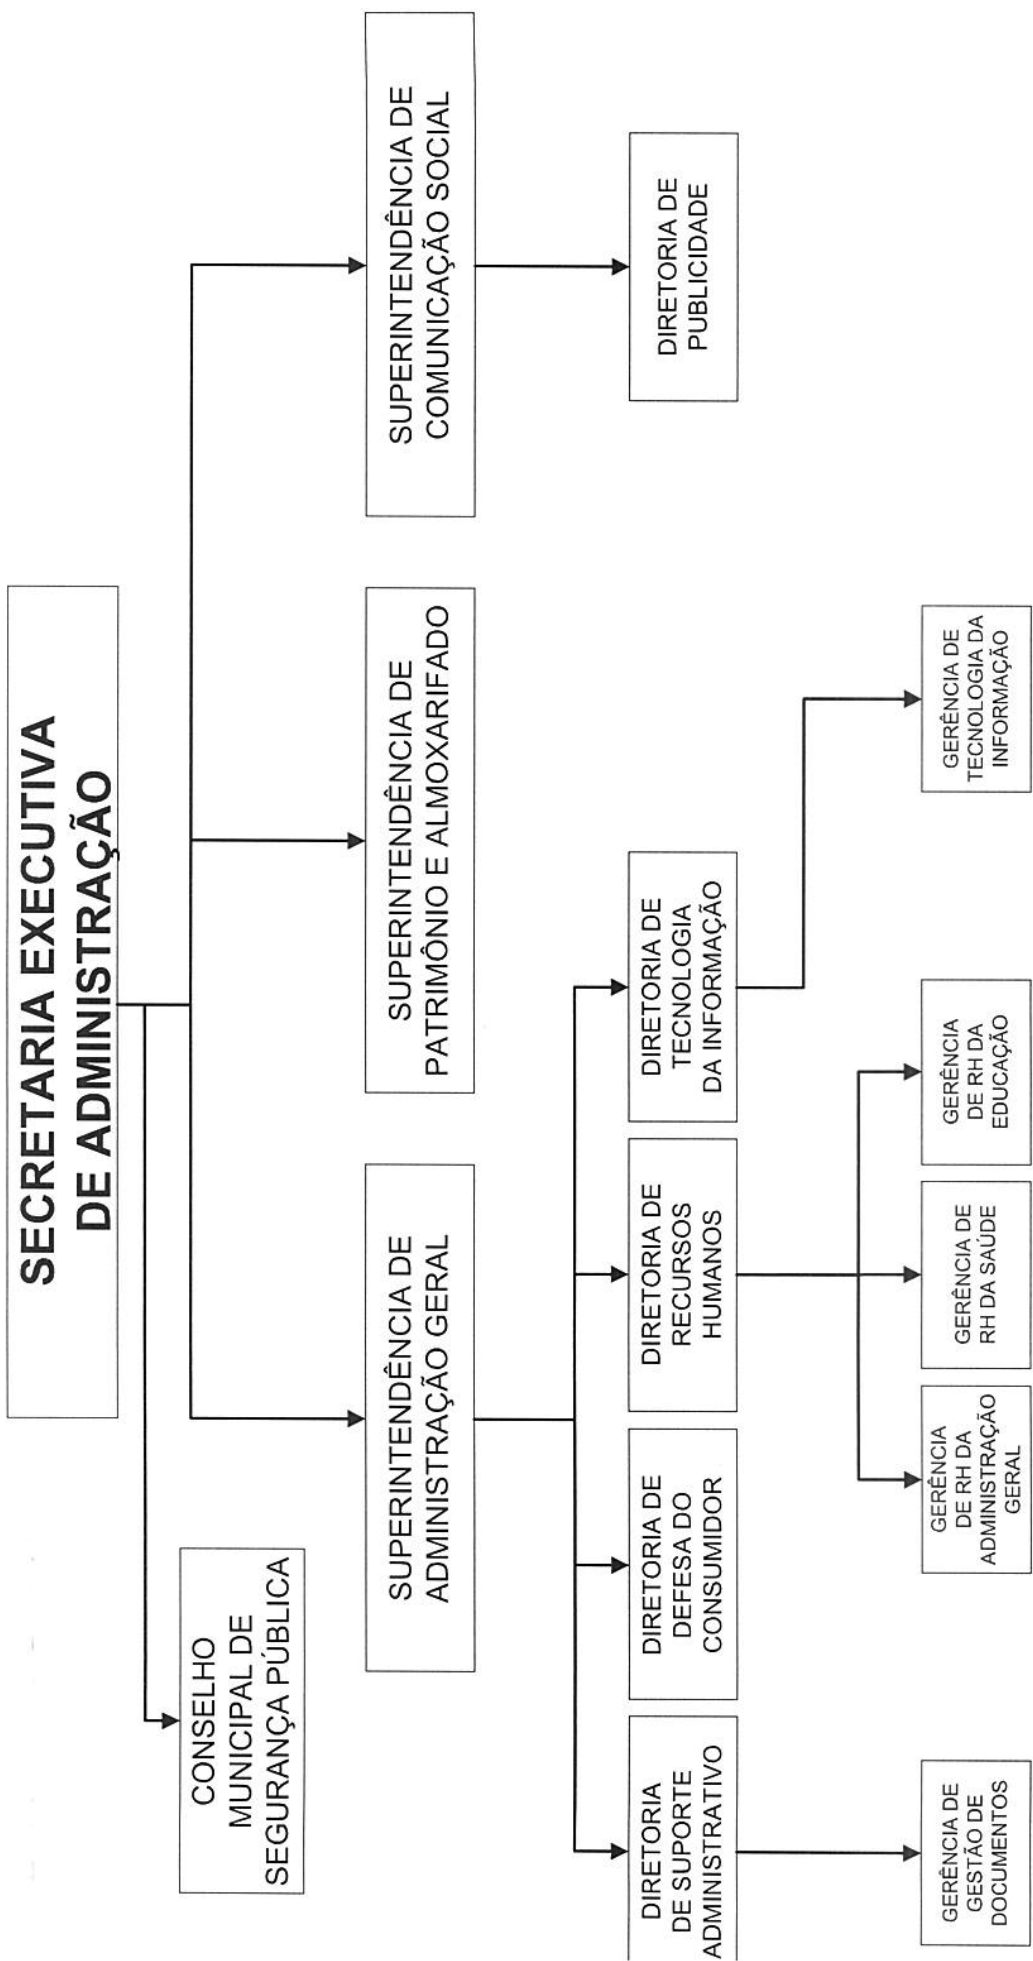 SECRETARIA EXECUTIVA
DE ADMINISTRAÇÃO
CONSELHO
MUNICIPAL DE
SEGURANÇA PÚBLICA
SUPERINTENDÊNCIA DE
ADMINISTRAÇÃO GERAL
SUPERINTENDÊNCIA DE
PATRIMÔNIO E ALMOXARIFADO
SUPERINTENDÊNCIA DE
COMUNICAÇÃO SOCIAL
DIRETORIA
DE SUPORTE
ADMINISTRATIVO
DIRETORIA DE
DEFESA DO
CONSUMIDOR
DIRETORIA DE
RECURSOS
HUMANOS
DIRETORIA DE
TECNOLOGIA
DA INFORMAÇÃO
DIRETORIA DE
PUBLICIDADE
GERÊNCIA DE
GESTÃO DE
DOCUMENTOS
GERÊNCIA
DE RH DA
ADMINISTRAÇÃO
GERAL
GERÊNCIA DE
RH DA SAÚDE
GERÊNCIA
DE RH DA
EDUCAÇÃO
GERÊNCIA DE
TECNOLOGIA DA
INFORMAÇÃO